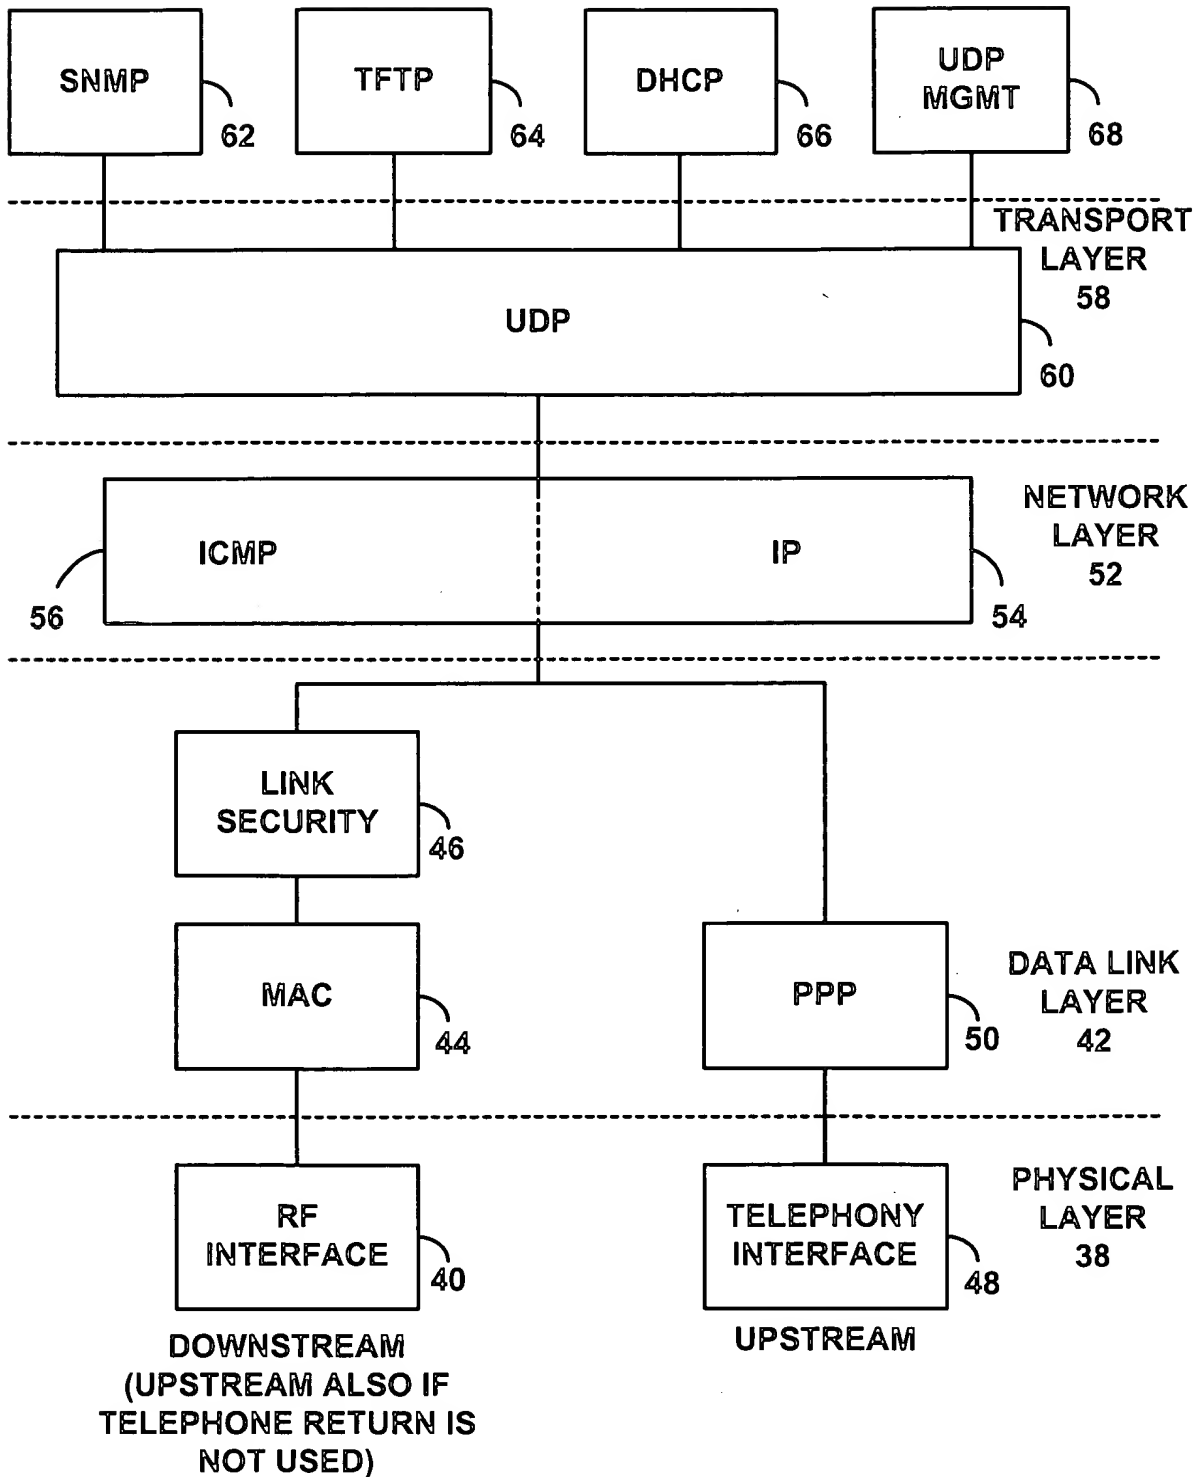 SNMP
62
TFTP
64
DHCP
66
UDP
MGMT
68
TRANSPORT
LAYER
58
UDP
60
NETWORK
LAYER
52
ICMP
56
IP
54
LINK
SECURITY
46
MAC
44
PPP
50
DATA LINK
LAYER
42
RF
INTERFACE
40
TELEPHONY
INTERFACE
48
PHYSICAL
LAYER
38
DOWNSTREAM
(UPSTREAM ALSO IF
TELEPHONE RETURN IS
NOT USED)
UPSTREAM